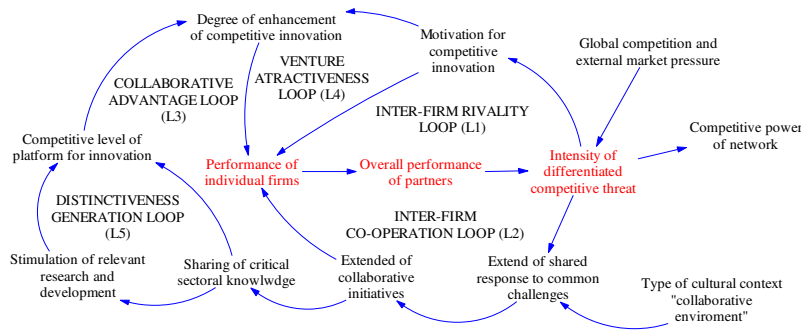 Degree of enhancement
of competitive innovation
Motivation for
competitive
innovation
Global competition and
external market pressure
VENTURE
ATRACTIVENESS
LOOP (L4)
COLLABORATIVE
ADVANTAGE LOOP
(L3)
INTER-FIRM RIVALITY
LOOP (L1)
Competitive level of
platform for innovation
Competitive power
of network
Performance of
individual firms
Overall performance
of partners
Intensity of
differentiated
competitive threat
DISTINCTIVENESS
GENERATION LOOP
(L5)
INTER-FIRM
CO-OPERATION LOOP (L2)
Stimulation of relevant
research and
development
Sharing of critical
sectoral knowlwdge
Extended of
collaborative
initiatives
Extend of shared
response to common
challenges
Type of cultural context
"collaborative
enviroment"